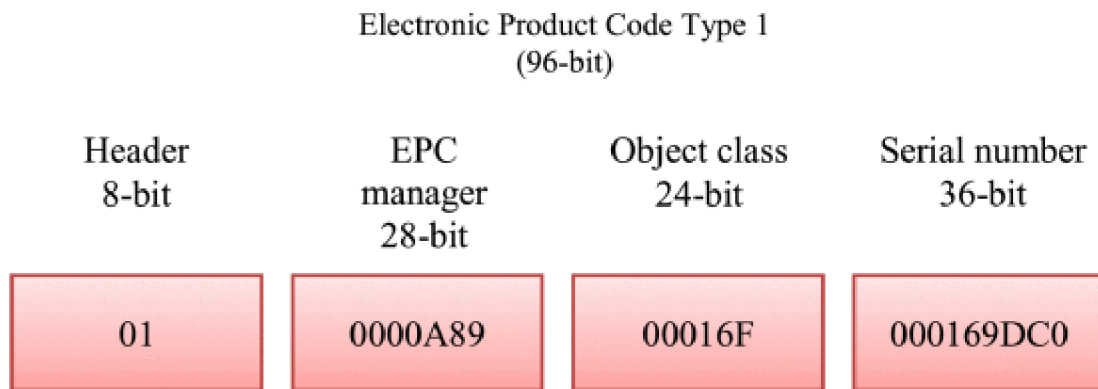 Electronic Product Code Type 1
(96-bit)
Header
8-bit
EPC
manager
28-bit
Object class
24-bit
Serial number
36-bit
01
0000A89
00016F
000169DC0